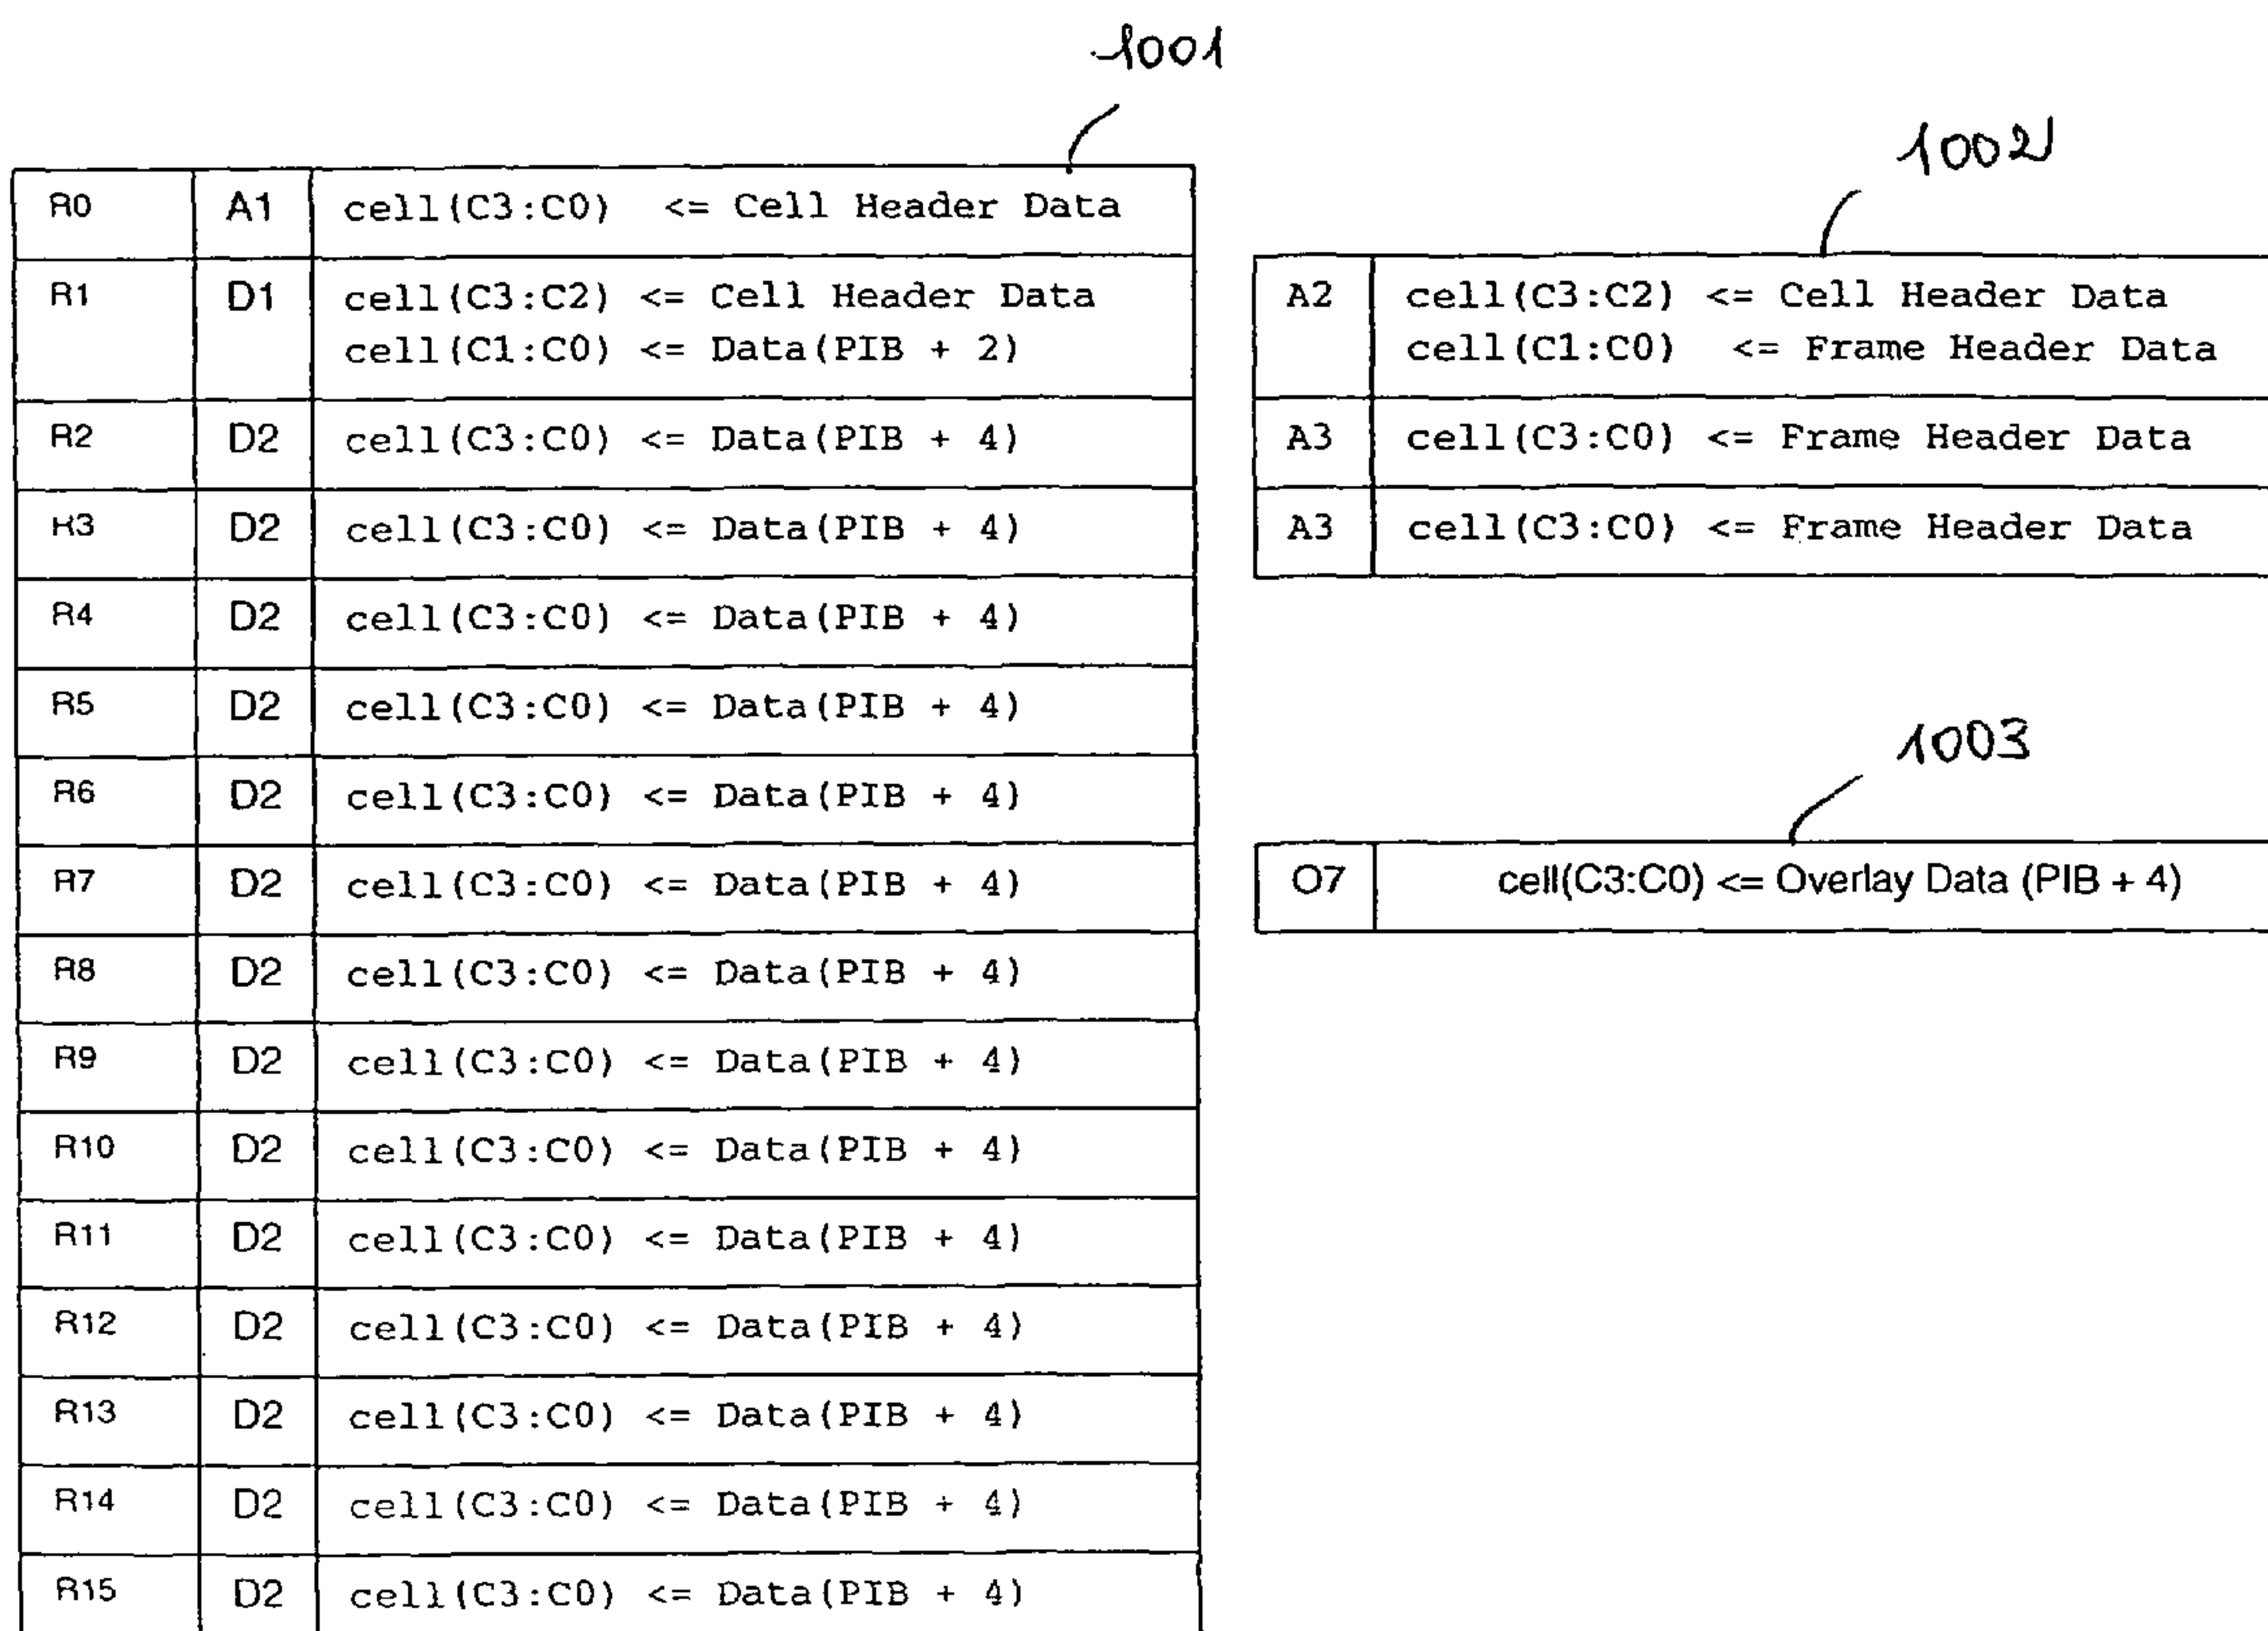 1001
R0 A1 cell(C3:C0) <= Cell Header Data
R1 D1 cell(C3:C2) <= Cell Header Data
cell(C1:C0) <= Data(PIB + 2)
R2 D2 cell(C3:C0) <= Data(PIB + 4)
R3 D2 cell(C3:C0) <= Data(PIB + 4)
R4 D2 cell(C3:C0) <= Data(PIB + 4)
R5 D2 cell(C3:C0) <= Data(PIB + 4)
R6 D2 cell(C3:C0) <= Data(PIB + 4)
R7 D2 cell(C3:C0) <= Data(PIB + 4)
R8 D2 cell(C3:C0) <= Data(PIB + 4)
R9 D2 cell(C3:C0) <= Data(PIB + 4)
R10 D2 cell(C3:C0) <= Data(PIB + 4)
R11 D2 cell(C3:C0) <= Data(PIB + 4)
R12 D2 cell(C3:C0) <= Data(PIB + 4)
R13 D2 cell(C3:C0) <= Data(PIB + 4)
R14 D2 cell(C3:C0) <= Data(PIB + 4)
R15 D2 cell(C3:C0) <= Data(PIB + 4)
1002
A2 cell(C3:C2) <= Cell Header Data
cell(C1:C0) <= Frame Header Data
A3 cell(C3:C0) <= Frame Header Data
A3 cell(C3:C0) <= Frame Header Data
1003
O7 cell(C3:C0) <= Overlay Data (PIB + 4)